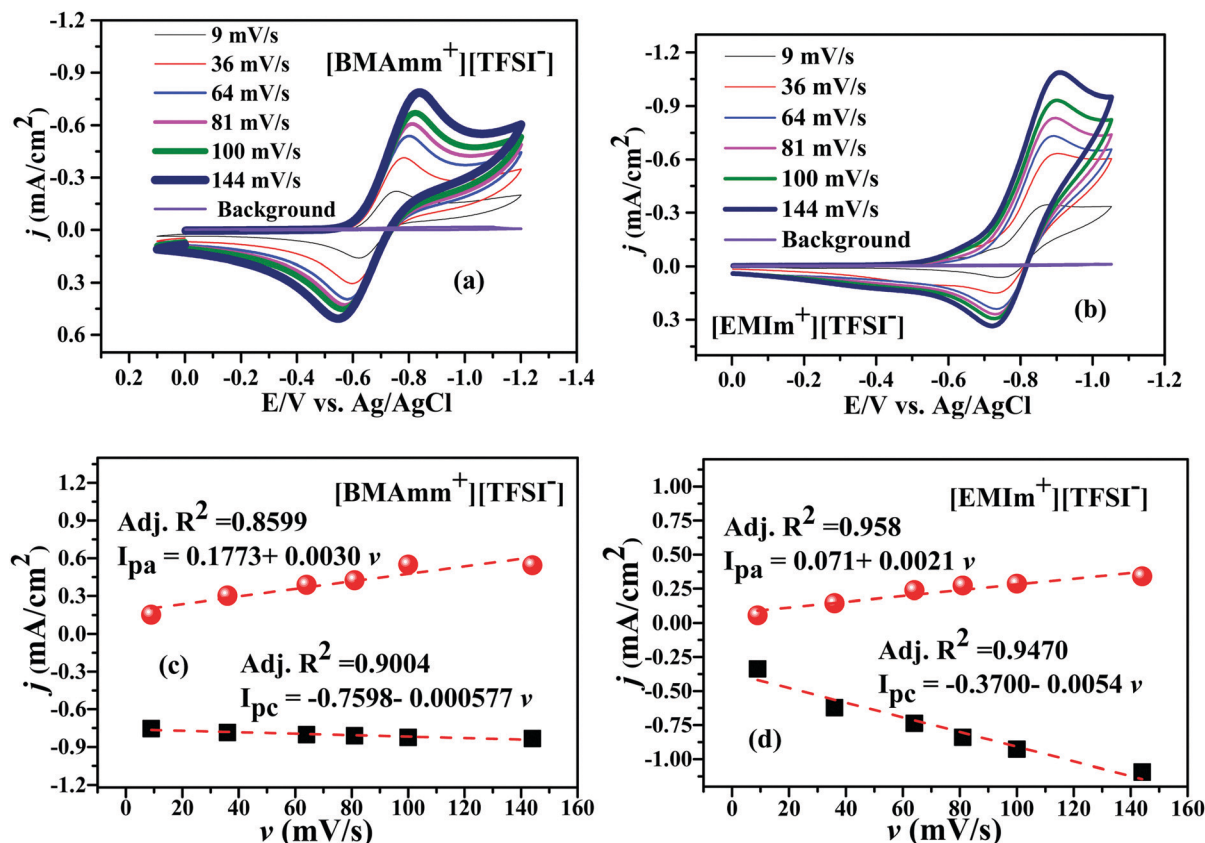 -1.2
-0.9
-0.6
-0.3
0.0
0.3
0.6
j (mA/cm²)
9 mV/s
36 mV/s
64 mV/s
81 mV/s
100 mV/s
144 mV/s
Background
[BMAmm⁺][TFSI⁻]
(a)
0.2 0.0 -0.2 -0.4 -0.6 -0.8 -1.0 -1.2 -1.4
E/V vs. Ag/AgCl
-1.2
-0.9
-0.6
-0.3
0.0
0.3
j (mA/cm²)
9 mV/s
36 mV/s
64 mV/s
81 mV/s
100 mV/s
144 mV/s
Background
(b)
[EMIm⁺][TFSI⁻]
0.0 -0.2 -0.4 -0.6 -0.8 -1.0 -1.2
E/V vs. Ag/AgCl
1.2
0.9
0.6
0.3
0.0
-0.3
-0.6
-0.9
-1.2
j (mA/cm²)
[BMAmm⁺][TFSI⁻]
Adj. R² =0.8599
Ipa = 0.1773+ 0.0030 v
(c)
Adj. R² =0.9004
Ipc = -0.7598- 0.000577 v
0 20 40 60 80 100 120 140 160
v (mV/s)
1.00
0.75
0.50
0.25
0.00
-0.25
-0.50
-0.75
-1.00
j (mA/cm²)
[EMIm⁺][TFSI⁻]
Adj. R² =0.958
Ipa = 0.071+ 0.0021 v
Adj. R² =0.9470
Ipc = -0.3700- 0.0054 v
(d)
0 20 40 60 80 100 120 140 160
v (mV/s)